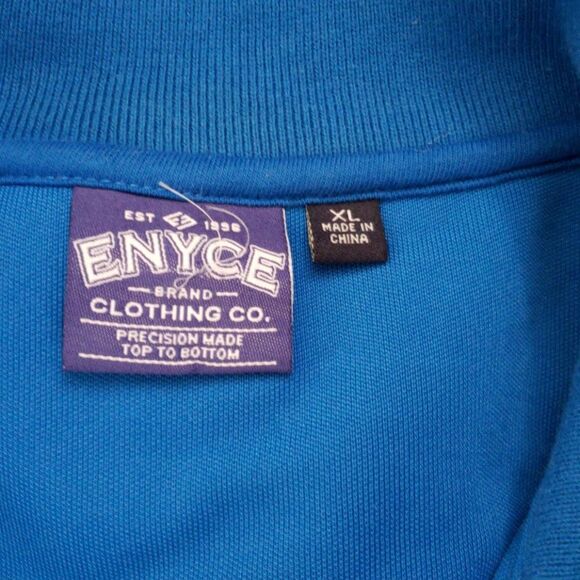 EST 1996
ENYCE
BRAND
CLOTHING CO.
PRECISION MADE
TOP TO BOTTOM
XL
MADE IN
CHINA